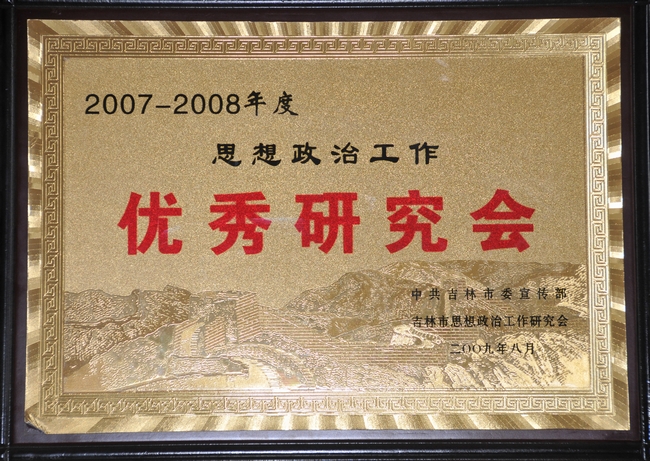 2007-2008年度
思想政治工作
优秀研究会
中共吉林市委宣传部
吉林市思想政治工作研究会
二〇〇九年八月